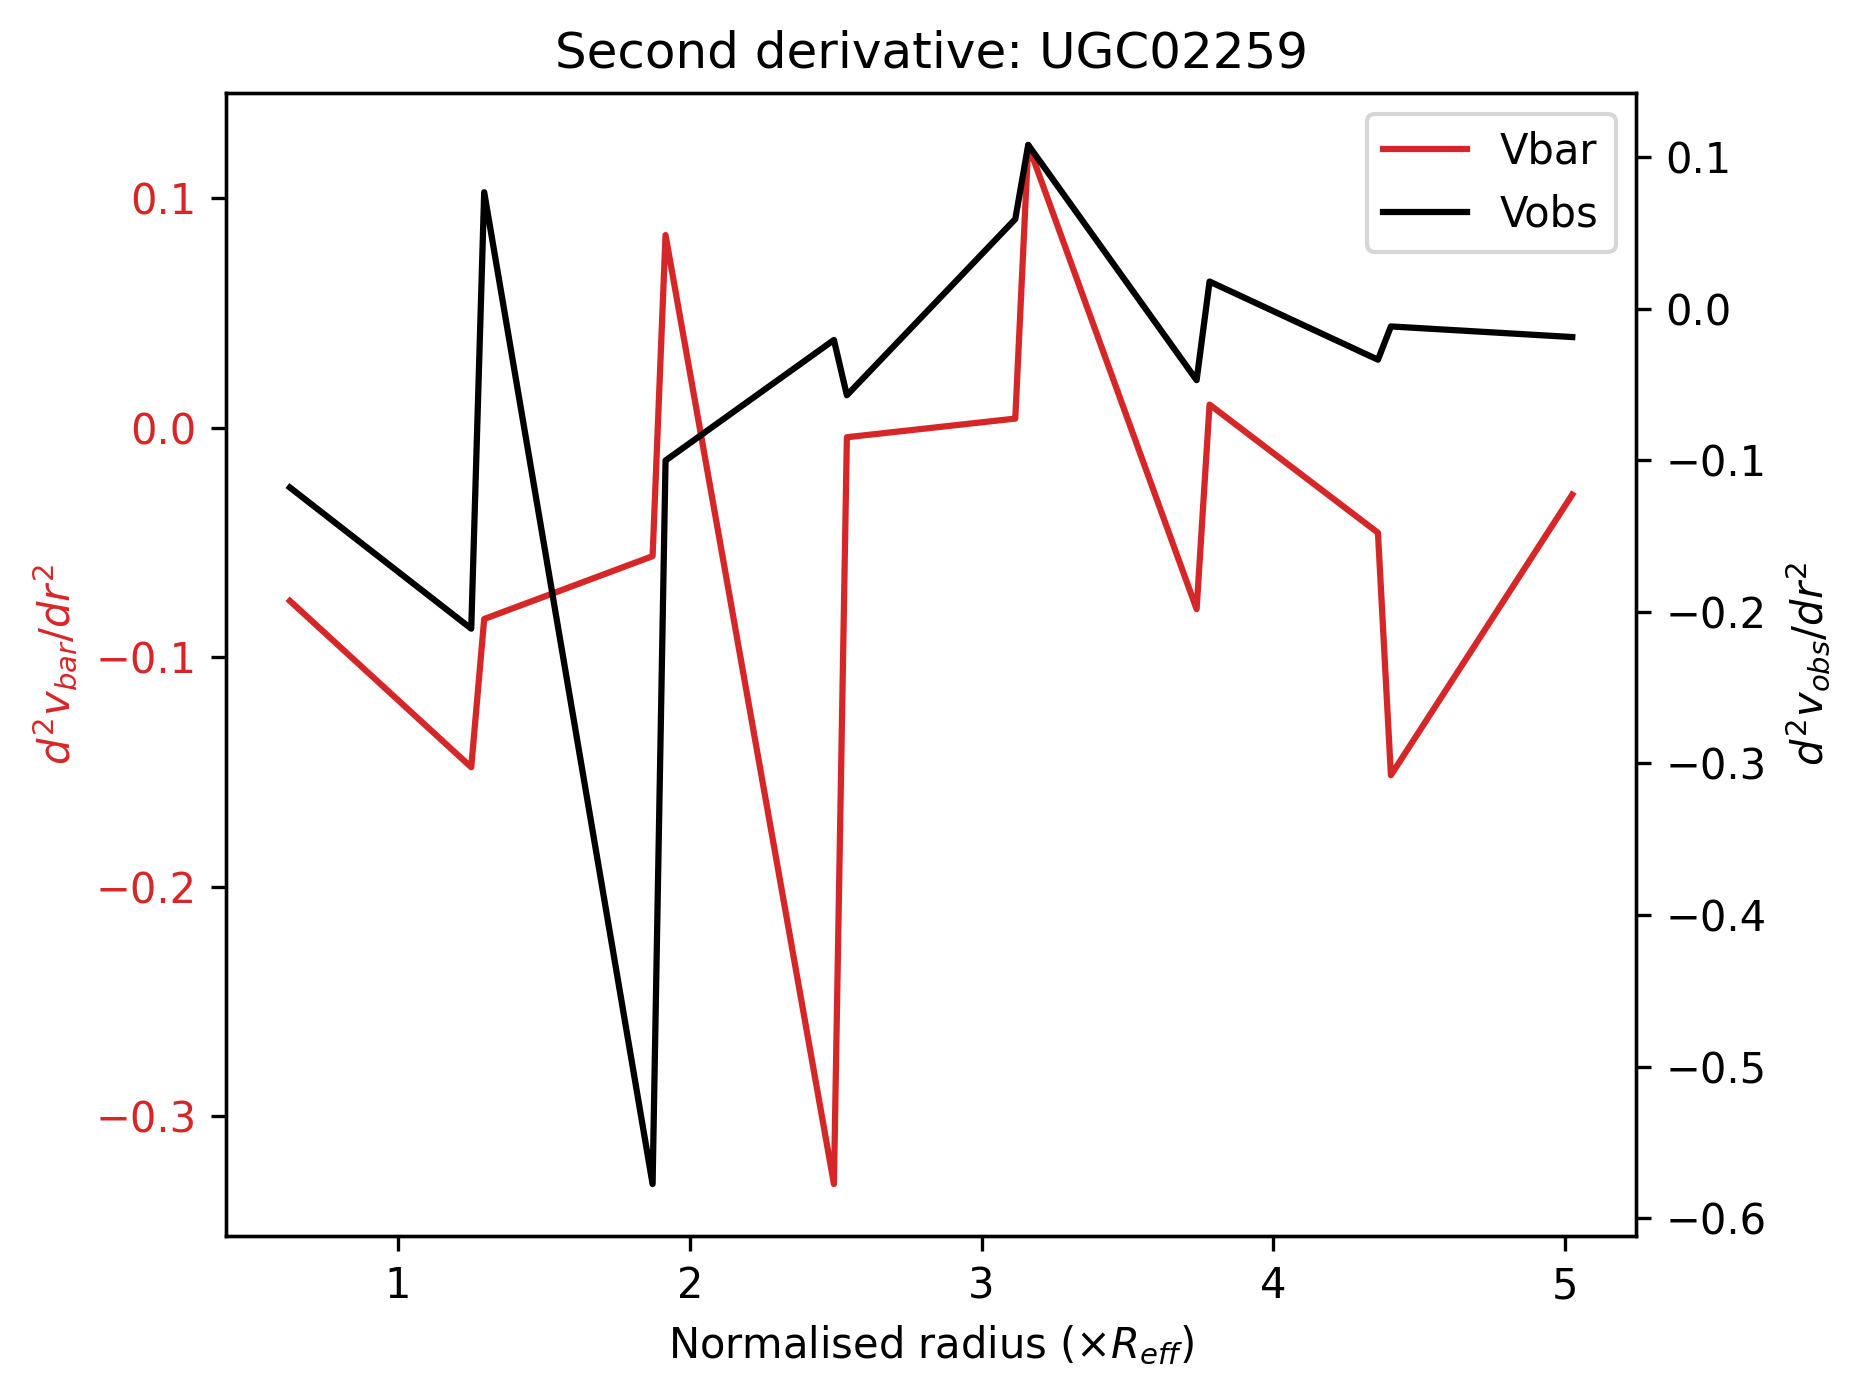 Second derivative: UGC02259
Vbar
Vobs
0.1
0.0
−0.1
−0.2
−0.3
d²v_bar/dr²
0.1
0.0
−0.1
−0.2
−0.3
−0.4
−0.5
−0.6
d²v_obs/dr²
1 2 3 4 5
Normalised radius (×R_eff)